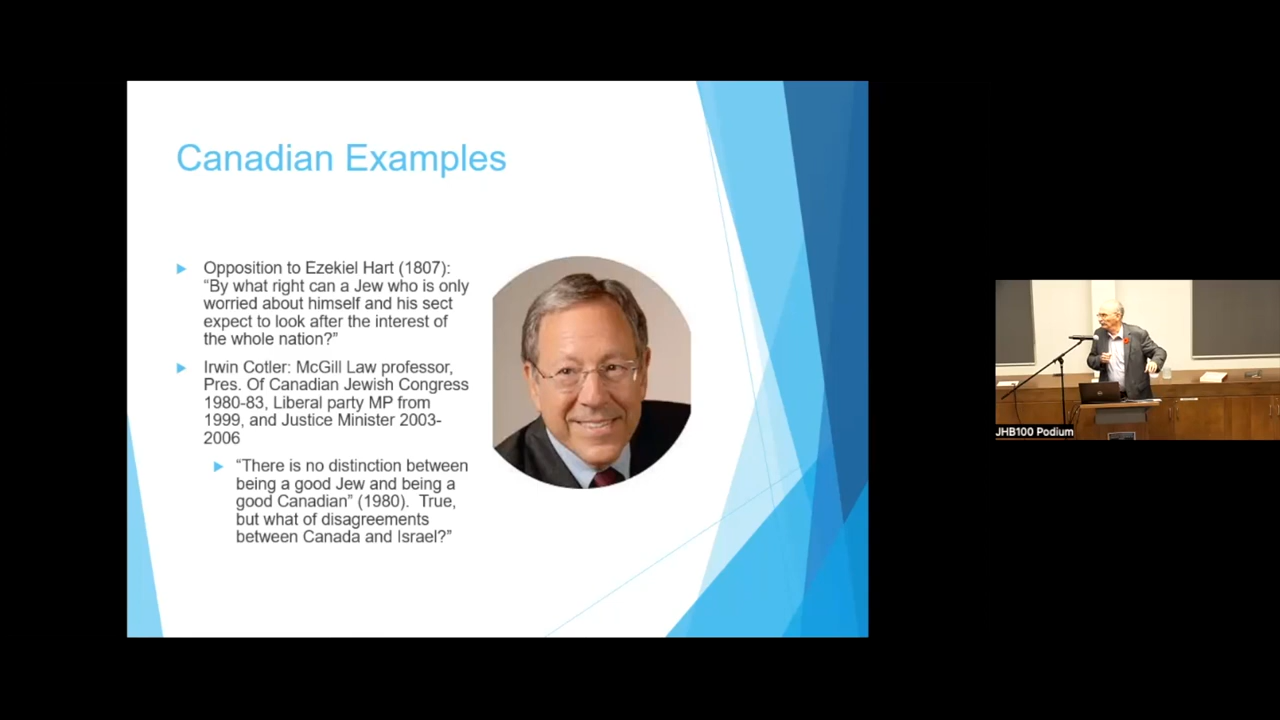 Canadian Examples
Opposition to Ezekiel Hart (1807):
“By what right can a Jew who is only
worried about himself and his sect
expect to look after the interest of
the whole nation?”
Irwin Cotler: McGill Law professor,
Pres. Of Canadian Jewish Congress
1980-83, Liberal party MP from
1999, and Justice Minister 2003-
2006
“There is no distinction between
being a good Jew and being a
good Canadian” (1980).  True,
but what of disagreements
between Canada and Israel?”
JHB100 Podium